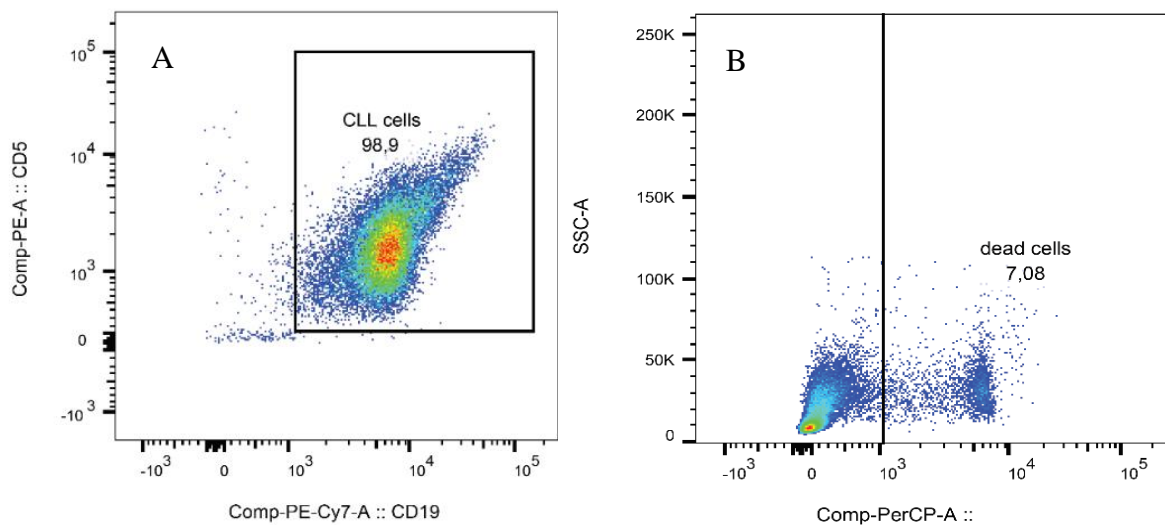 A
CLL cells
98,9
Comp-PE-A :: CD5
10^5
10^4
10^3
0
-10^3
-10^3
0
10^3
10^4
10^5
Comp-PE-Cy7-A :: CD19
B
dead cells
7,08
SSC-A
250K
200K
150K
100K
50K
0
-10^3
0
10^3
10^4
10^5
Comp-PerCP-A ::